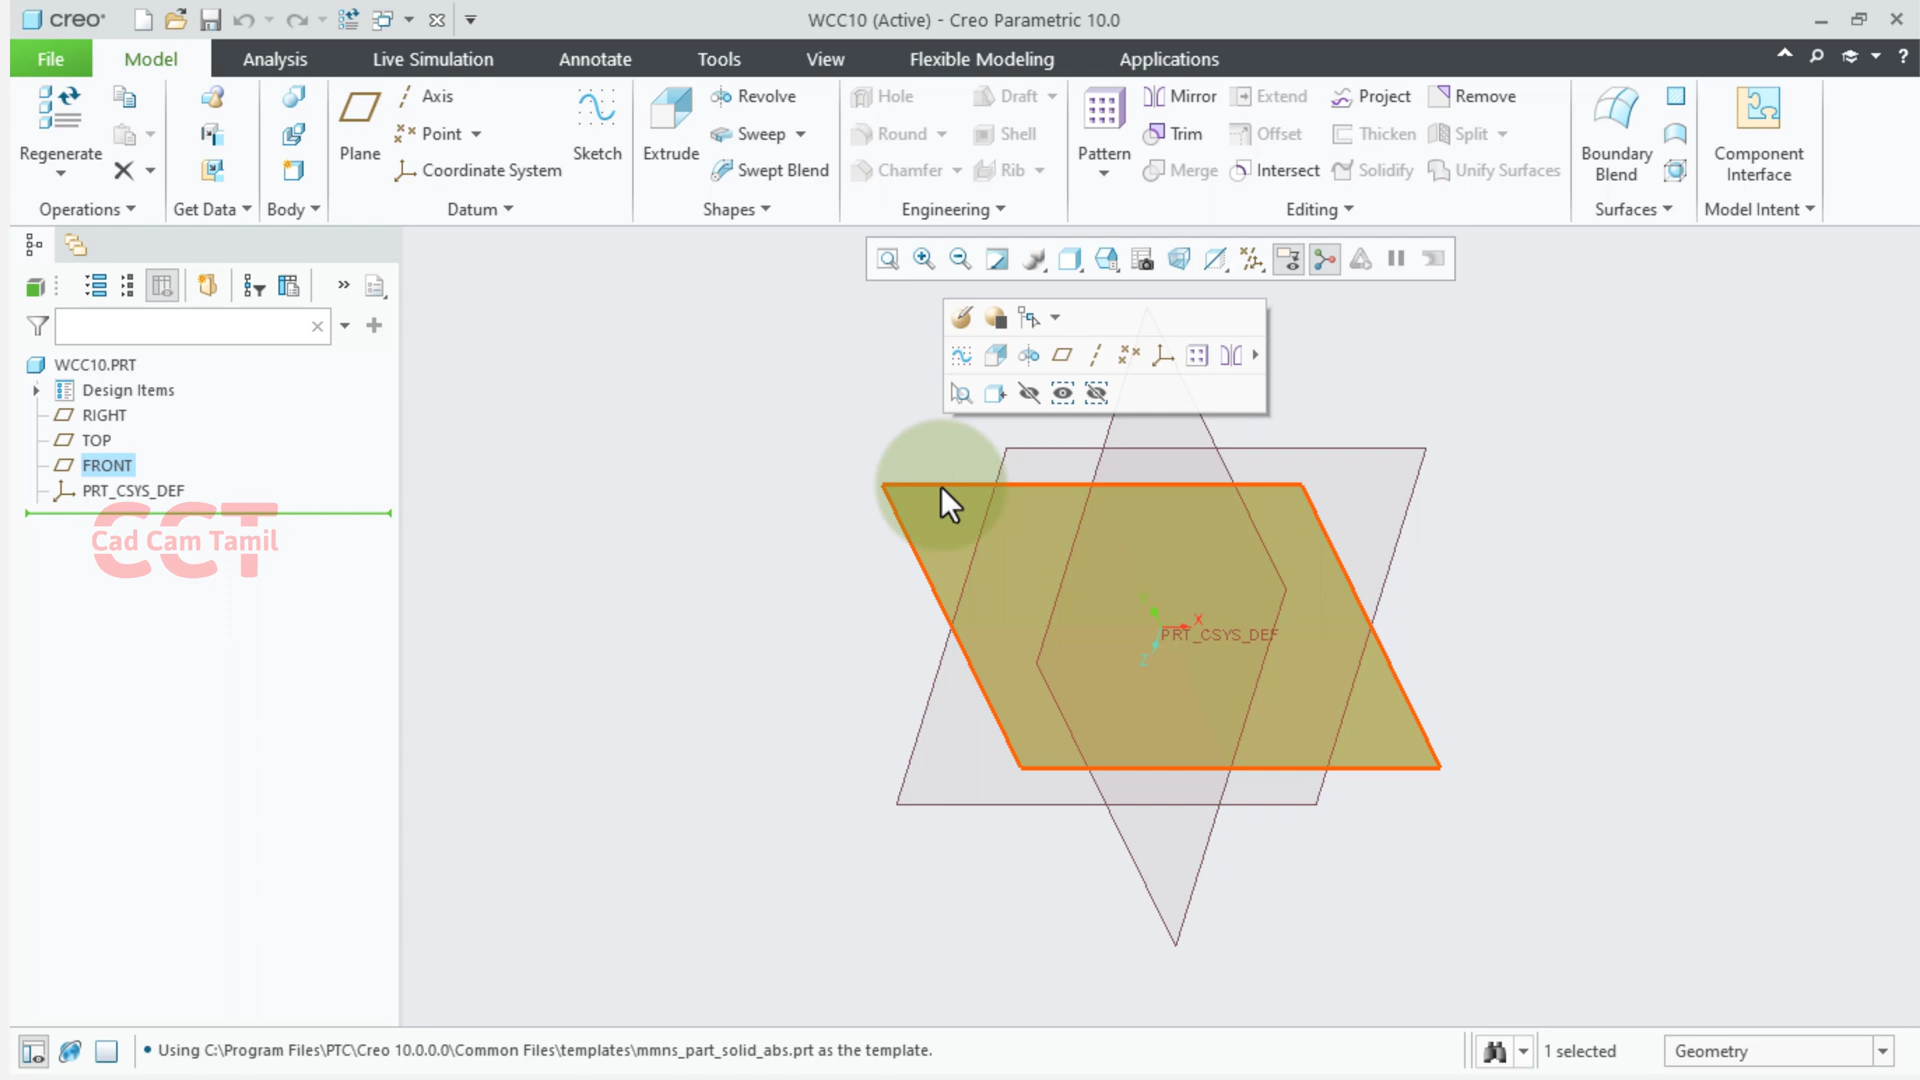 creo
WCC10 (Active) - Creo Parametric 10.0
File Model Analysis Live Simulation Annotate Tools View Flexible Modeling Applications
Regenerate
Operations
Get Data
Body
Plane
Axis
Point
Coordinate System
Sketch
Datum
Extrude
Revolve
Sweep
Swept Blend
Shapes
Hole Draft
Round Shell
Chamfer Rib
Engineering
Pattern
Mirror Extend Project Remove
Trim Offset Thicken Split
Merge Intersect Solidify Unify Surfaces
Editing
Boundary
Blend
Surfaces
Component
Interface
Model Intent
WCC10.PRT
Design Items
RIGHT
TOP
FRONT
PRT_CSYS_DEF
CCT
Cad Cam Tamil
X
PRT_CSYS_DEF
Z
• Using C:\Program Files\PTC\Creo 10.0.0.0\Common Files\templates\mmns_part_solid_abs.prt as the template.
1 selected
Geometry